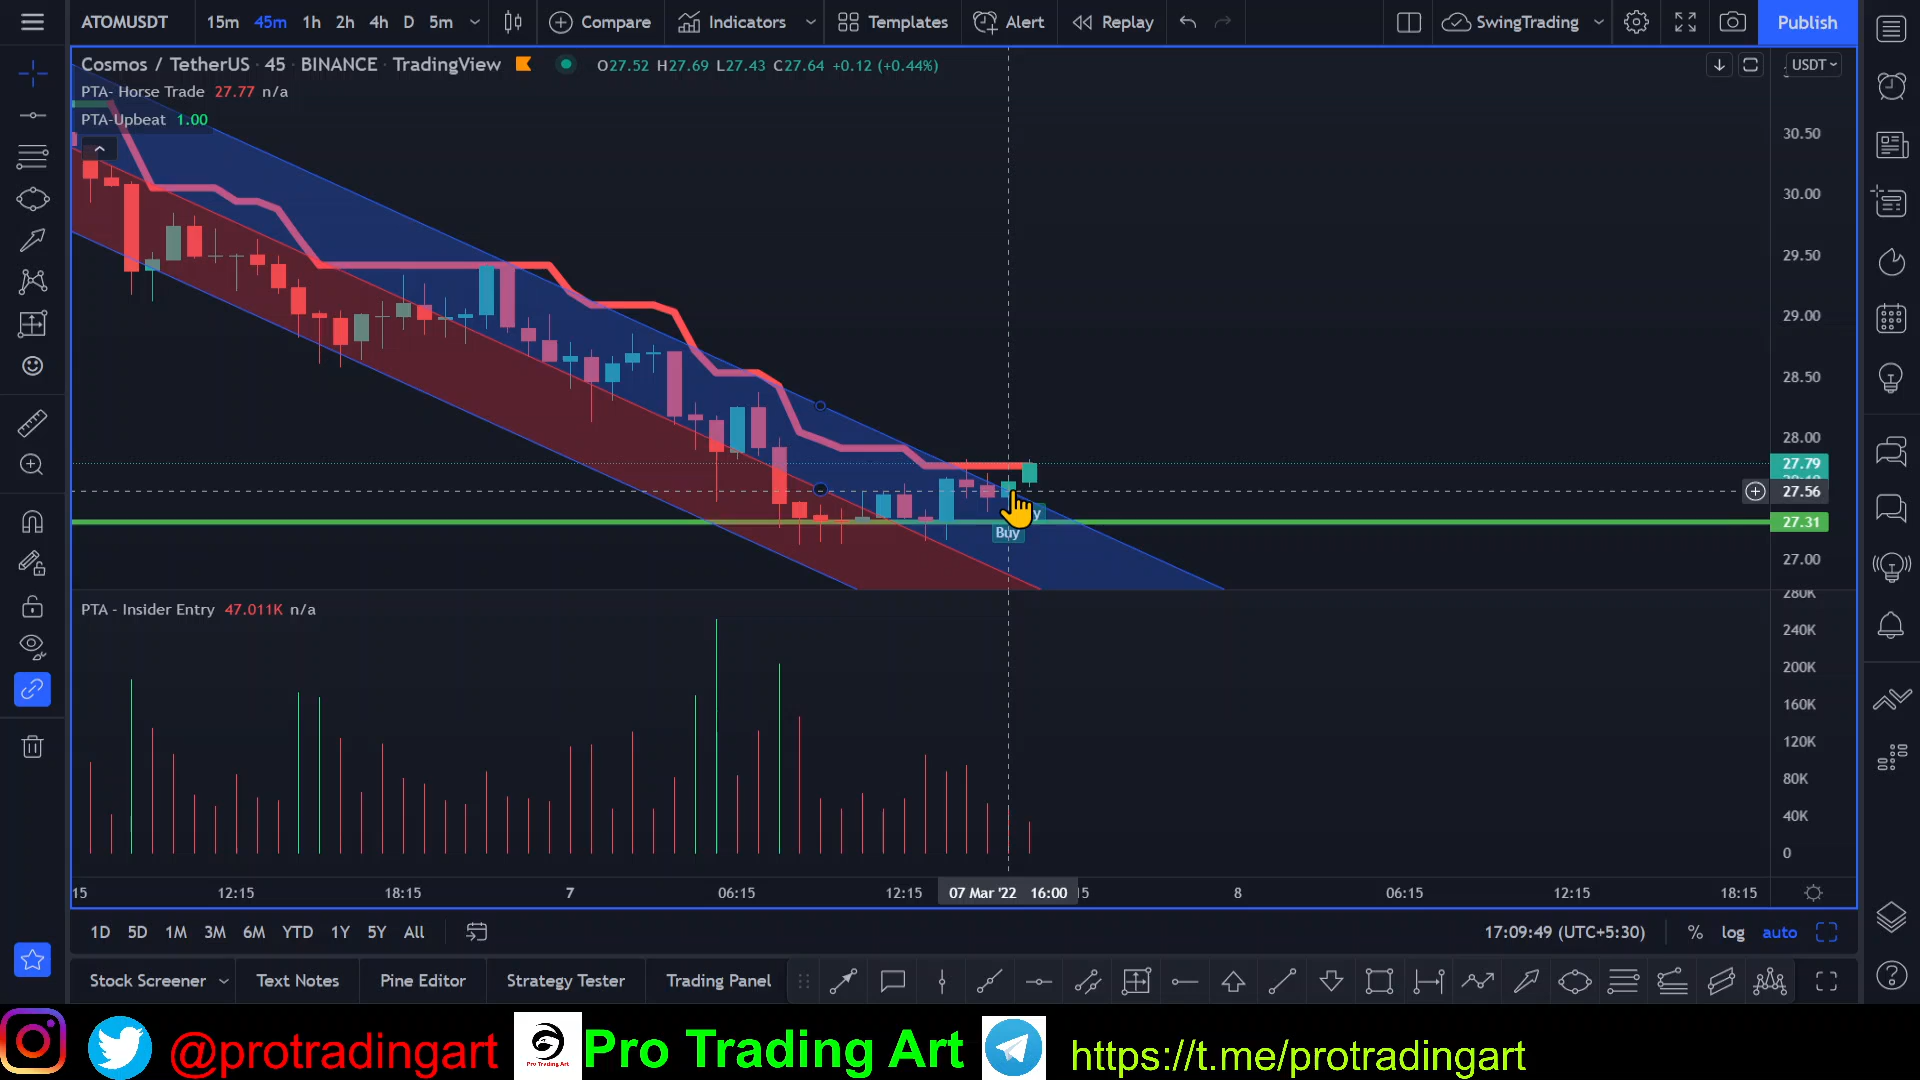 ATOMUSDT 15m 45m 1h 2h 4h D 5m Compare Indicators Templates Alert Replay SwingTrading Publish
Cosmos / TetherUS · 45 · BINANCE · TradingView O27.52 H27.69 L27.43 C27.64 +0.12 (+0.44%) USDT
PTA- Horse Trade 27.77 n/a
PTA-Upbeat 1.00
30.50
30.00
29.50
29.00
28.50
28.00
27.79
27.56
27.31
Buy
27.00
PTA - Insider Entry 47.011K n/a
280K
240K
200K
160K
120K
80K
40K
0
15 12:15 18:15 7 06:15 12:15 07 Mar '22 16:00 15 8 06:15 12:15 18:15
1D 5D 1M 3M 6M YTD 1Y 5Y All 17:09:49 (UTC+5:30) % log auto
Stock Screener Text Notes Pine Editor Strategy Tester Trading Panel
@protradingart Pro Trading Art Pro Trading Art https://t.me/protradingart